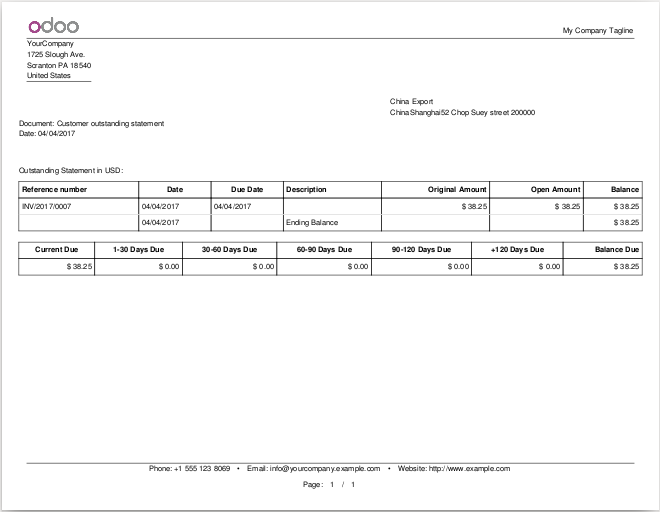 odoo
My Company Tagline
YourCompany
1725 Slough Ave.
Scranton PA 18540
United States
China Export
ChinaShanghai52 Chop Suey street 200000
Document: Customer outstanding statement
Date: 04/04/2017
Outstanding Statement in USD:
Reference number Date Due Date Description Original Amount Open Amount Balance
INV/2017/0007 04/04/2017 04/04/2017 $ 38.25 $ 38.25 $ 38.25
04/04/2017 Ending Balance $ 38.25
Current Due 1-30 Days Due 30-60 Days Due 60-90 Days Due 90-120 Days Due +120 Days Due Balance Due
$ 38.25 $ 0.00 $ 0.00 $ 0.00 $ 0.00 $ 0.00 $ 38.25
Phone: +1 555 123 8069 • Email: info@yourcompany.example.com • Website: http://www.example.com
Page: 1 / 1